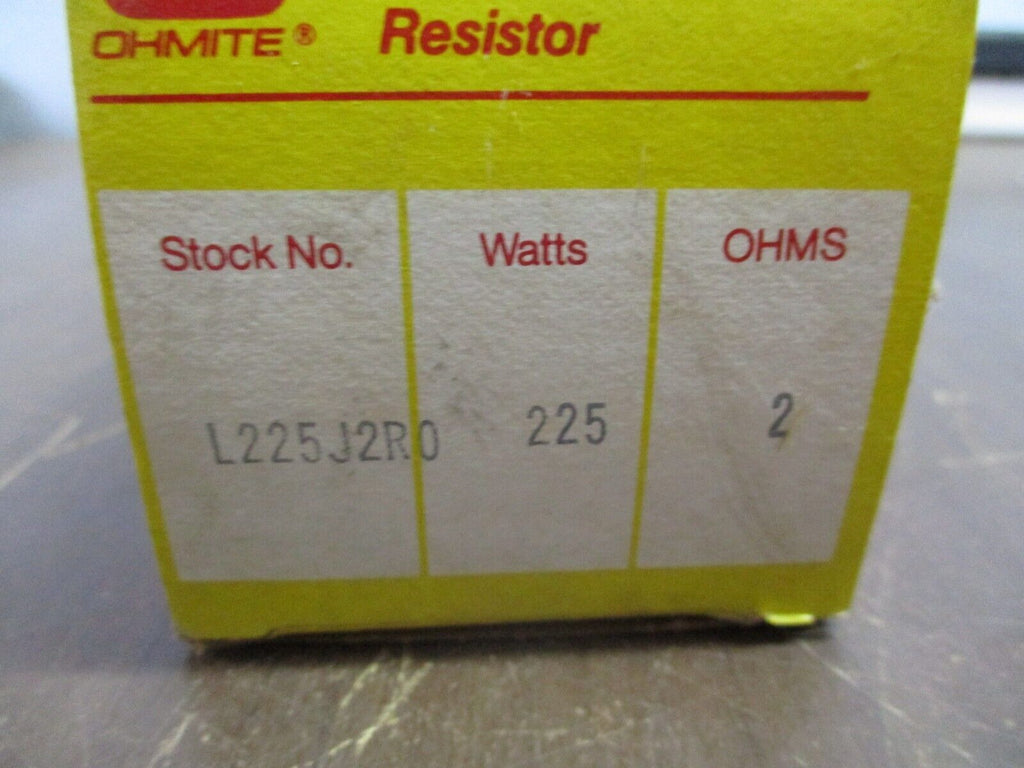 OHMITE® Resistor
Stock No. Watts OHMS
L225J2R0 225 2